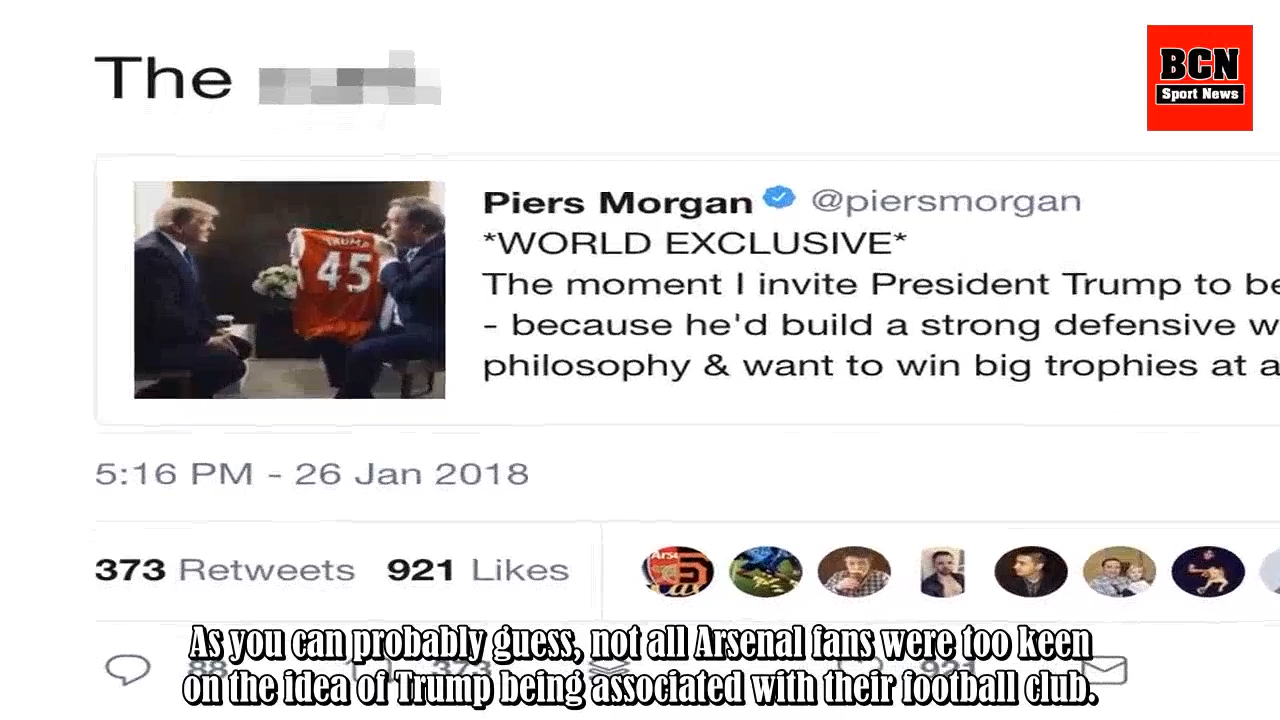 The
BCN
Sport News
TRUMP
45
Piers Morgan @piersmorgan
*WORLD EXCLUSIVE*
The moment I invite President Trump to be
- because he'd build a strong defensive w
philosophy & want to win big trophies at a
5:16 PM - 26 Jan 2018
373 Retweets 921 Likes
As you can probably guess, not all Arsenal fans were too keen
88 373 921
on the idea of Trump being associated with their football club.